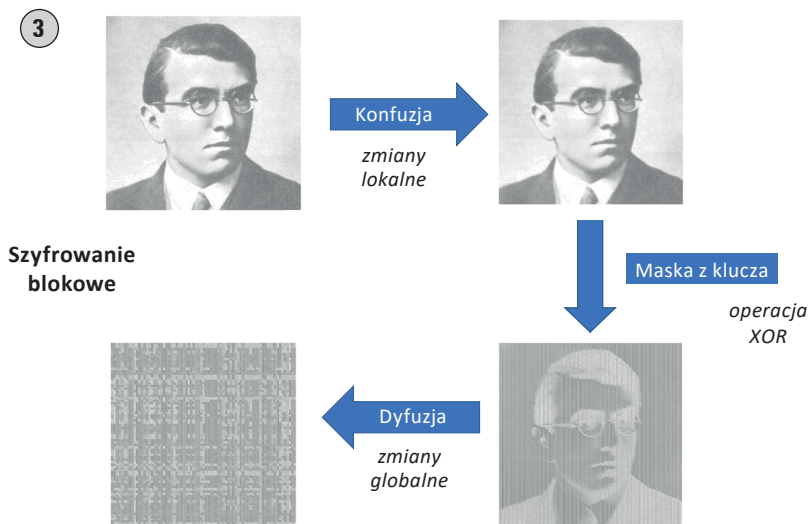 3
Konfuzja
zmiany
lokalne
Szyfrowanie
blokowe
Maska z klucza
operacja
XOR
Dyfuzja
zmiany
globalne